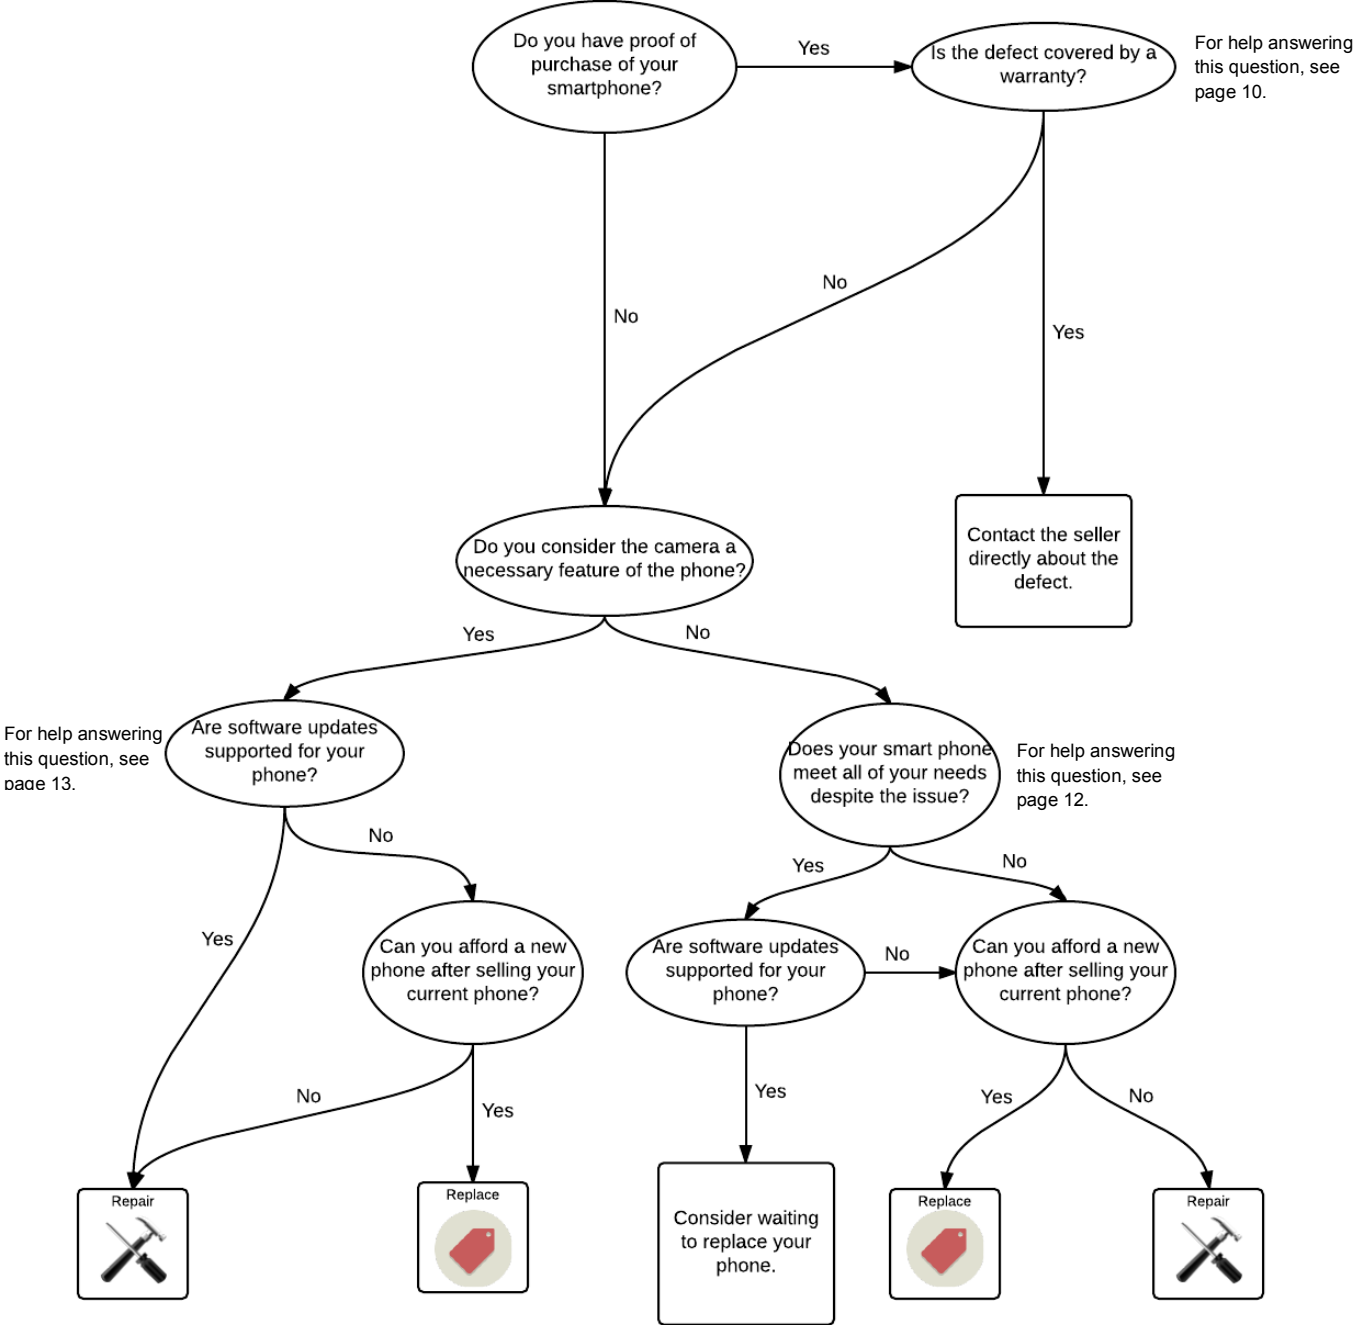 Do you have proof of
purchase of your
smartphone?
Yes
Is the defect covered by a
warranty?
For help answering
this question, see
page 10.
No
No
Yes
Contact the seller
directly about the
defect.
Do you consider the camera a
necessary feature of the phone?
Yes
No
For help answering
this question, see
page 13.
Are software updates
supported for your
phone?
Does your smart phone
meet all of your needs
despite the issue?
For help answering
this question, see
page 12.
No
Yes
Can you afford a new
phone after selling your
current phone?
Yes
No
Are software updates
supported for your
phone?
No
Can you afford a new
phone after selling your
current phone?
No
Yes
Yes
Yes
No
Repair
Replace
Consider waiting
to replace your
phone.
Replace
Repair